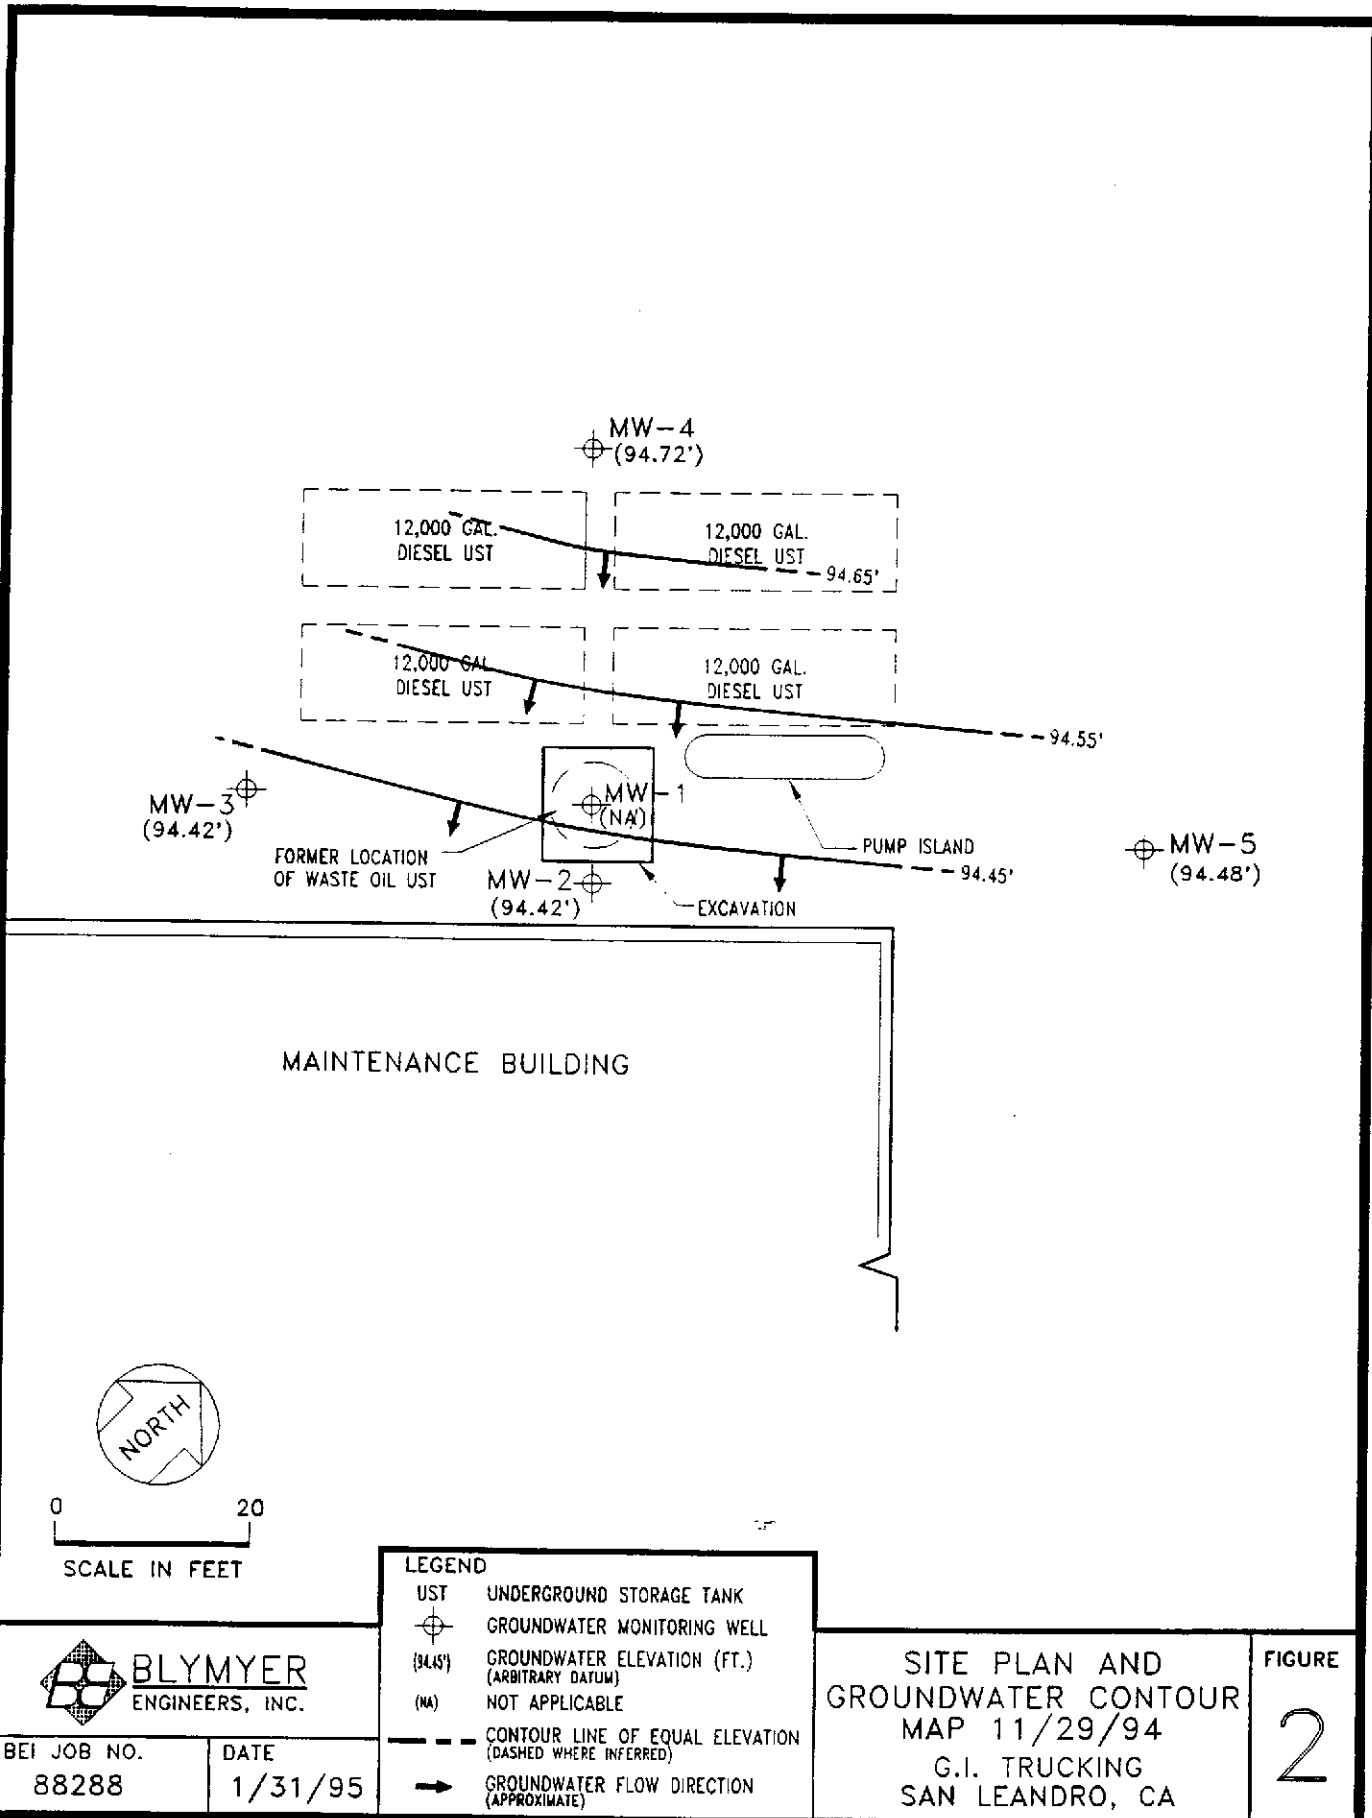 MW-4
(94.72')
12,000 GAL.
DIESEL UST
12,000 GAL.
DIESEL UST
94.65'
12,000 GAL
DIESEL UST
12,000 GAL.
DIESEL UST
94.55'
MW-3
(94.42')
MW-1
(NA)
FORMER LOCATION
OF WASTE OIL UST
PUMP ISLAND
MW-5
(94.48')
94.45'
MW-2
(94.42')
EXCAVATION
MAINTENANCE BUILDING
NORTH
0 20
SCALE IN FEET
LEGEND
UST UNDERGROUND STORAGE TANK
GROUNDWATER MONITORING WELL
(94.45') GROUNDWATER ELEVATION (FT.)
(ARBITRARY DATUM)
(NA) NOT APPLICABLE
CONTOUR LINE OF EQUAL ELEVATION
(DASHED WHERE INFERRED)
GROUNDWATER FLOW DIRECTION
(APPROXIMATE)
BLYMYER
ENGINEERS, INC.
BEI JOB NO.
88288
DATE
1/31/95
SITE PLAN AND
GROUNDWATER CONTOUR
MAP 11/29/94
G.I. TRUCKING
SAN LEANDRO, CA
FIGURE
2